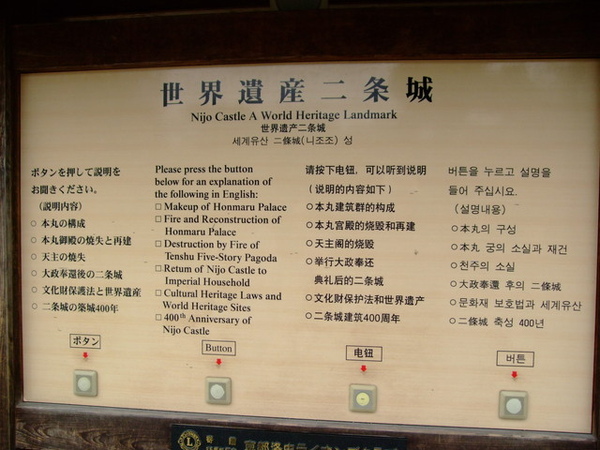 世界遺産二条城
Nijo Castle A World Heritage Landmark
世界遗产二条城
세계유산 二條城(니조조) 성
ボタンを押して説明を
お聞きください。
（説明内容）
○ 本丸の構成
○ 本丸御殿の焼失と再建
○ 天主の焼失
○ 大政奉還後の二条城
○ 文化財保護法と世界遺産
○ 二条城の築城400年
ボタン
Please press the button
below for an explanation of
the following in English:
□ Makeup of Honmaru Palace
□ Fire and Reconstruction of
Honmaru Palace
□ Destruction by Fire of
Tenshu Five-Story Pagoda
□ Return of Nijo Castle to
Imperial Household
□ Cultural Heritage Laws and
World Heritage Sites
□ 400th Anniversary of
Nijo Castle
Button
请按下电钮，可以听到说明
（说明的内容如下）
○本丸建筑群的构成
○本丸宫殿的烧毁和再建
○天主阁的烧毁
○举行大政奉还
典礼后的二条城
○文化财保护法和世界遗产
○二条城建筑400周年
电钮
버튼을 누르고 설명을
들어 주십시요.
(설명내용)
○本丸의 구성
○本丸 궁의 소실과 재건
○천주의 소실
○大政奉還 후의 二條城
○문화재 보호법과 세계유산
○二條城 축성 400년
버튼
L